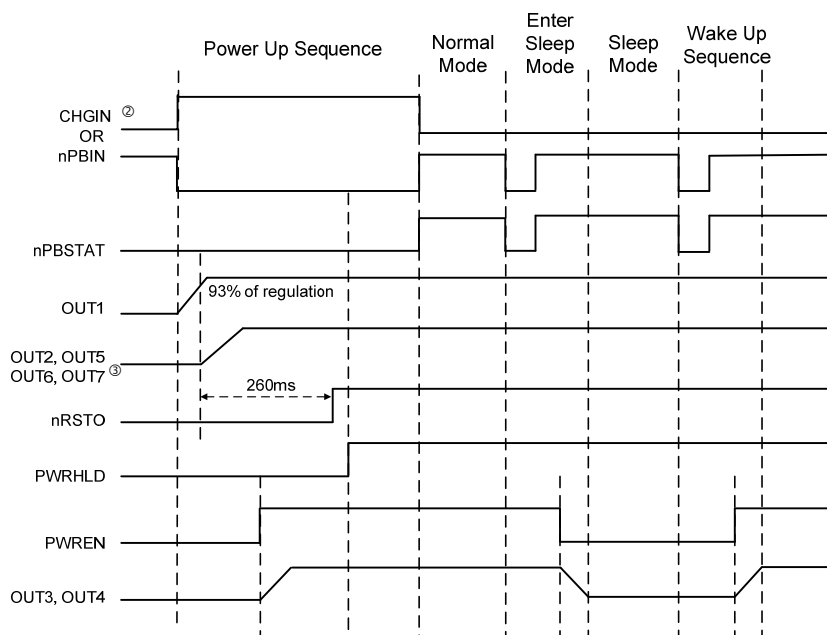 Power Up Sequence
Normal
Mode
Enter
Sleep
Mode
Sleep
Mode
Wake Up
Sequence
CHGIN ②
OR
nPBIN
nPBSTAT
93% of regulation
OUT1
OUT2, OUT5
OUT6, OUT7 ③
260ms
nRSTO
PWRHLD
PWREN
OUT3, OUT4